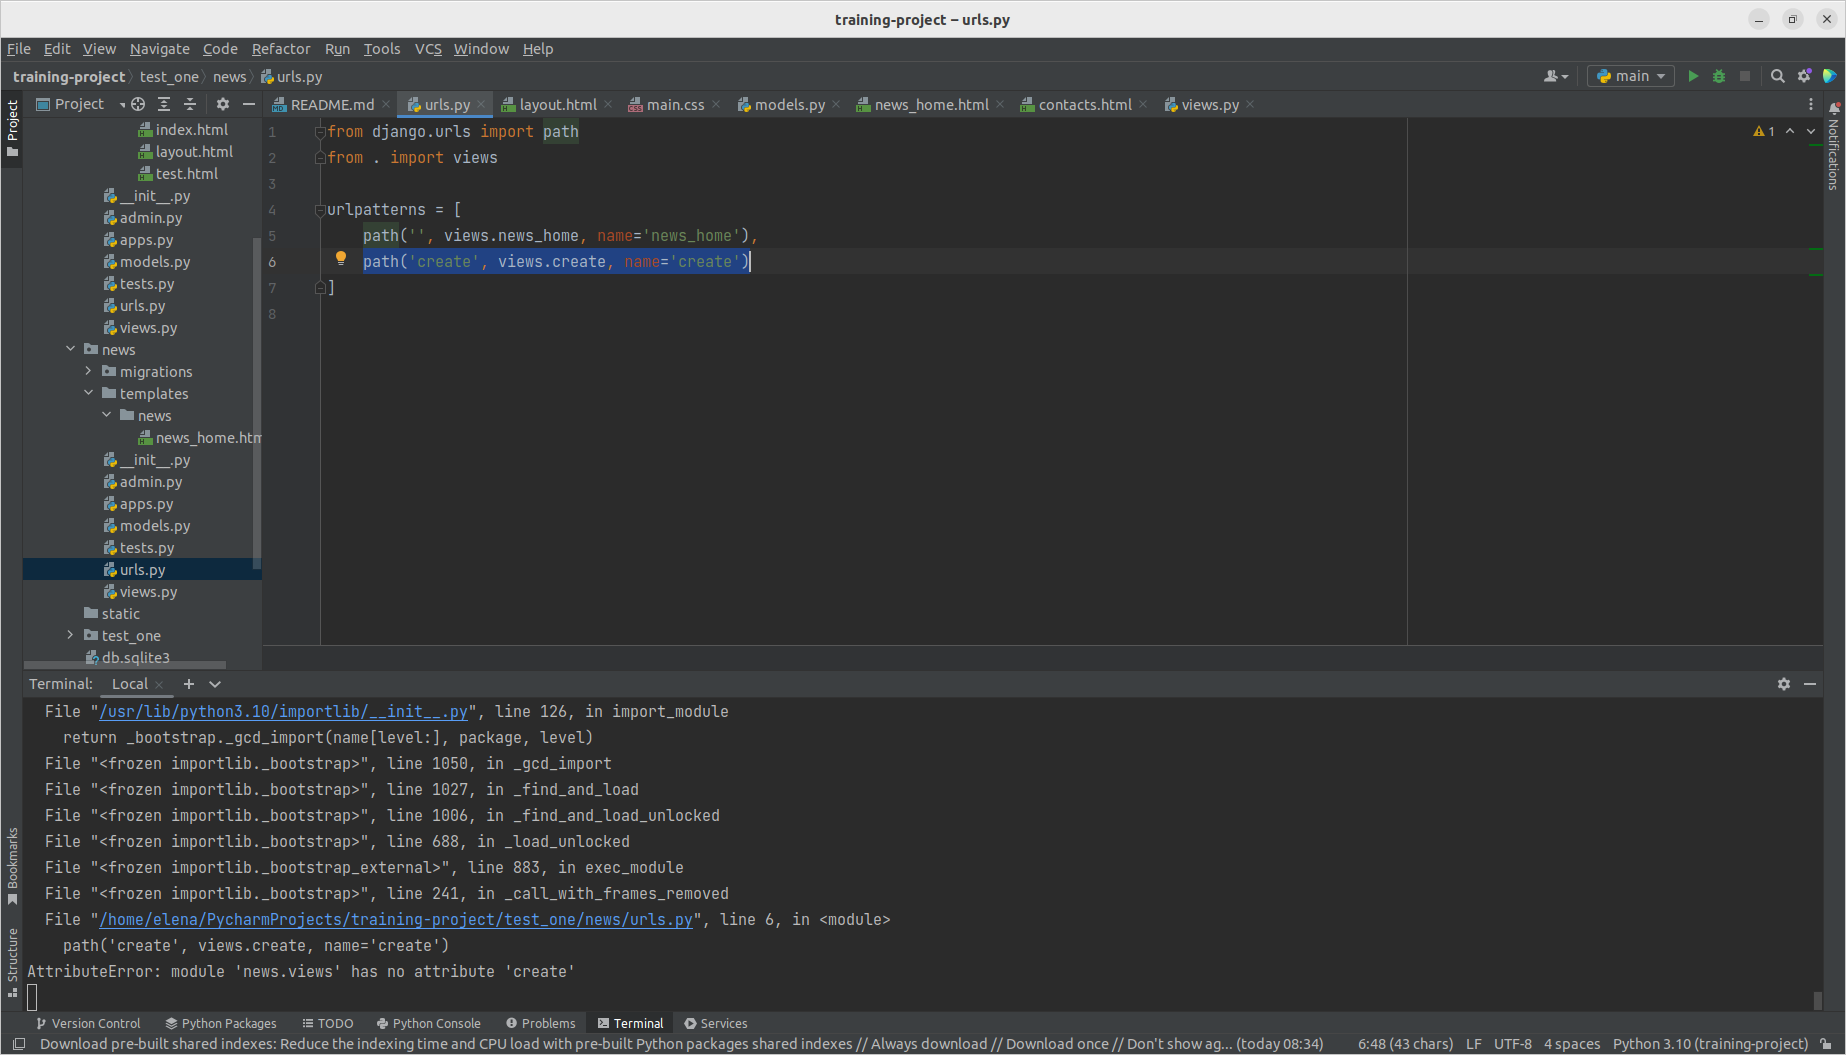 training-project – urls.py
File Edit View Navigate Code Refactor Run Tools VCS Window Help
training-project test_one news urls.py
main
Project
README.md urls.py layout.html main.css models.py news_home.html contacts.html views.py
Project
Notifications
index.html
layout.html
test.html
__init__.py
admin.py
apps.py
models.py
tests.py
urls.py
views.py
news
migrations
templates
news
news_home.htm
__init__.py
admin.py
apps.py
models.py
tests.py
urls.py
views.py
static
test_one
db.sqlite3
1 from django.urls import path
2 from . import views
3
4 urlpatterns = [
5 path('', views.news_home, name='news_home'),
6 path('create', views.create, name='create')
7 ]
8
1
Terminal: Local
File "/usr/lib/python3.10/importlib/__init__.py", line 126, in import_module
return _bootstrap._gcd_import(name[level:], package, level)
File "<frozen importlib._bootstrap>", line 1050, in _gcd_import
File "<frozen importlib._bootstrap>", line 1027, in _find_and_load
File "<frozen importlib._bootstrap>", line 1006, in _find_and_load_unlocked
File "<frozen importlib._bootstrap>", line 688, in _load_unlocked
File "<frozen importlib._bootstrap_external>", line 883, in exec_module
File "<frozen importlib._bootstrap>", line 241, in _call_with_frames_removed
File "/home/elena/PycharmProjects/training-project/test_one/news/urls.py", line 6, in <module>
path('create', views.create, name='create')
AttributeError: module 'news.views' has no attribute 'create'
Bookmarks
Structure
Version Control Python Packages TODO Python Console Problems Terminal Services
Download pre-built shared indexes: Reduce the indexing time and CPU load with pre-built Python packages shared indexes // Always download // Download once // Don't show ag... (today 08:34) 6:48 (43 chars) LF UTF-8 4 spaces Python 3.10 (training-project)